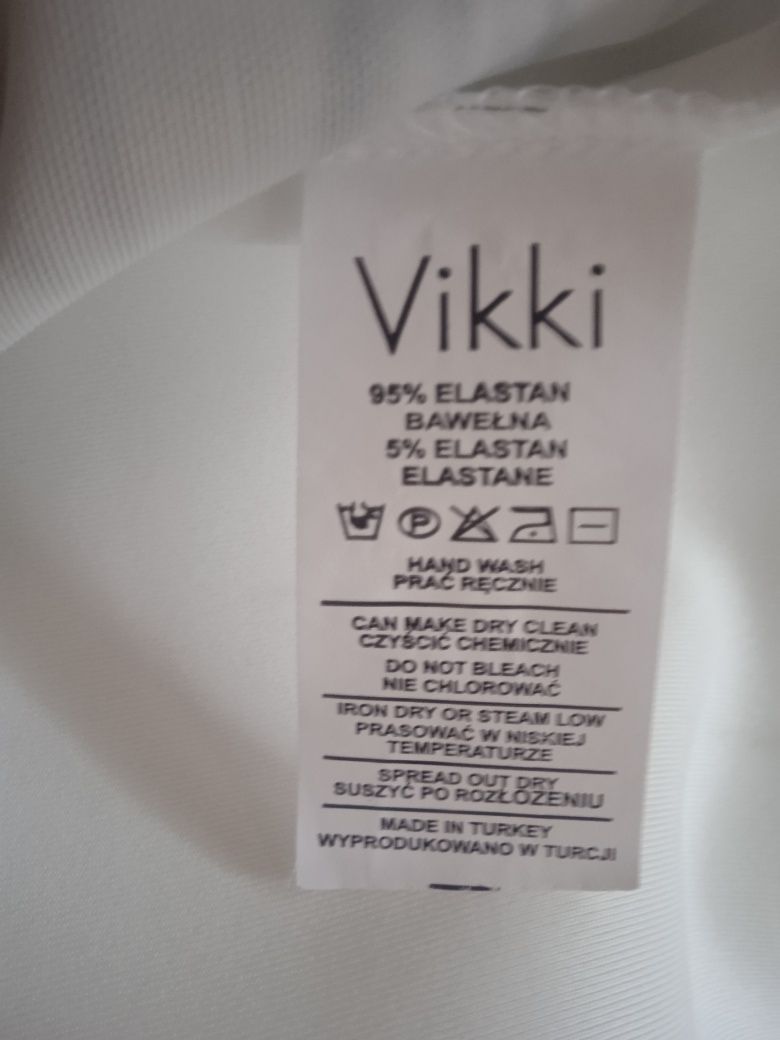 Vikki
95% ELASTAN
BAWEŁNA
5% ELASTAN
ELASTANE
P
HAND WASH
PRAĆ RĘCZNIE
CAN MAKE DRY CLEAN
CZYŚCIĆ CHEMICZNIE
DO NOT BLEACH
NIE CHLOROWAĆ
IRON DRY OR STEAM LOW
PRASOWAĆ W NISKIEJ
TEMPERATURZE
SPREAD OUT DRY
SUSZYĆ PO ROZŁOŻENIU
MADE IN TURKEY
WYPRODUKOWANO W TURCJI